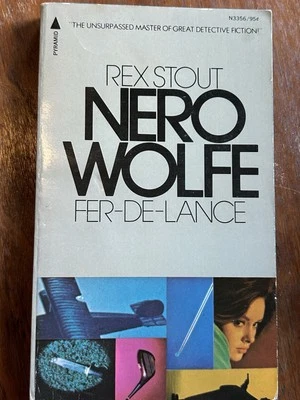 PYRAMID
"THE UNSURPASSED MASTER OF GREAT DETECTIVE FICTION!"
N3356/95¢
REX STOUT
NERO
WOLFE
FER-DE-LANCE